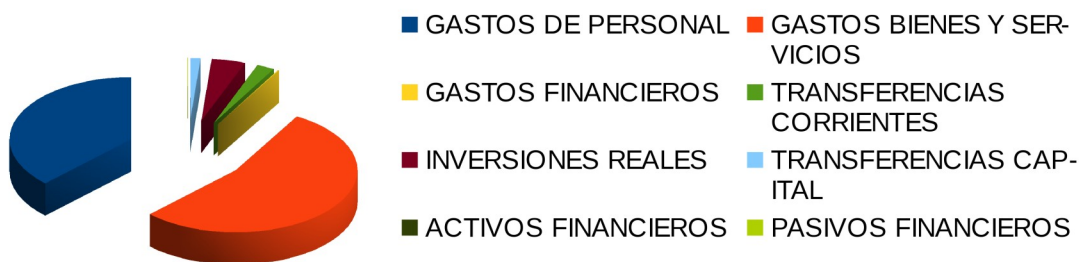 GASTOS DE PERSONAL
GASTOS BIENES Y SER-
VICIOS
GASTOS FINANCIEROS
TRANSFERENCIAS
CORRIENTES
INVERSIONES REALES
TRANSFERENCIAS CAP-
ITAL
ACTIVOS FINANCIEROS
PASIVOS FINANCIEROS